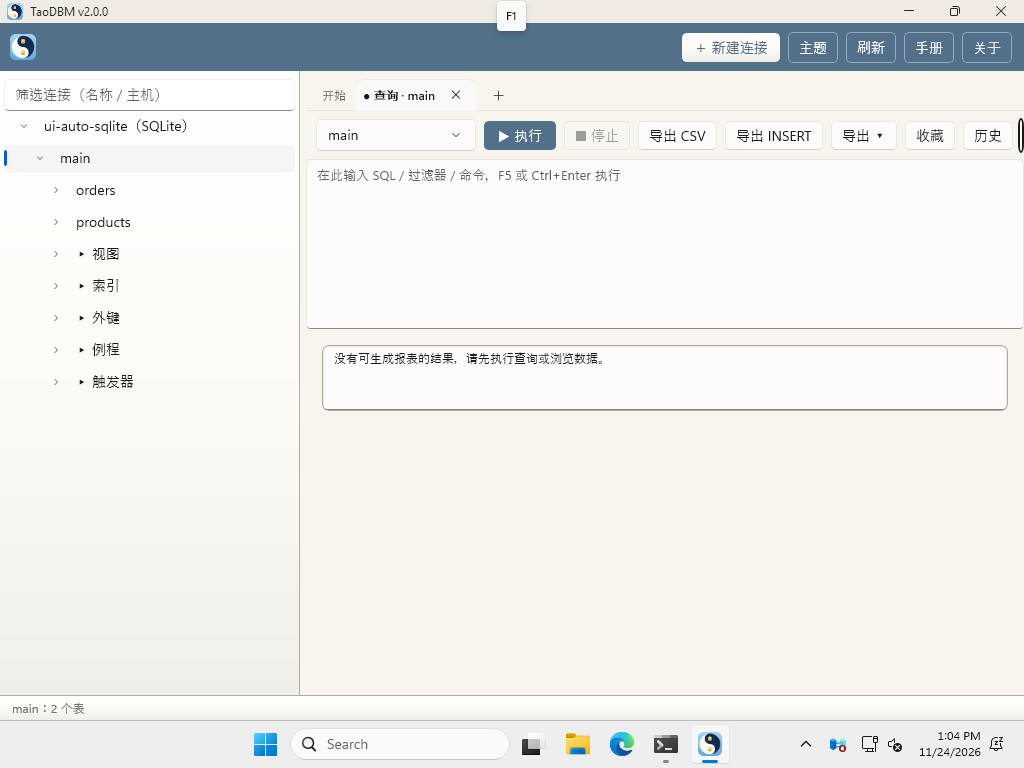 TaoDBM v2.0.0
F1
+ 新建连接
主题
刷新
手册
关于
筛选连接（名称 / 主机）
ui-auto-sqlite（SQLite）
main
orders
products
视图
索引
外键
例程
触发器
开始
• 查询 · main
main
执行
停止
导出 CSV
导出 INSERT
导出
收藏
历史
在此输入 SQL / 过滤器 / 命令，F5 或 Ctrl+Enter 执行
没有可生成报表的结果，请先执行查询或浏览数据。
main：2 个表
Search
1:04 PM
11/24/2026